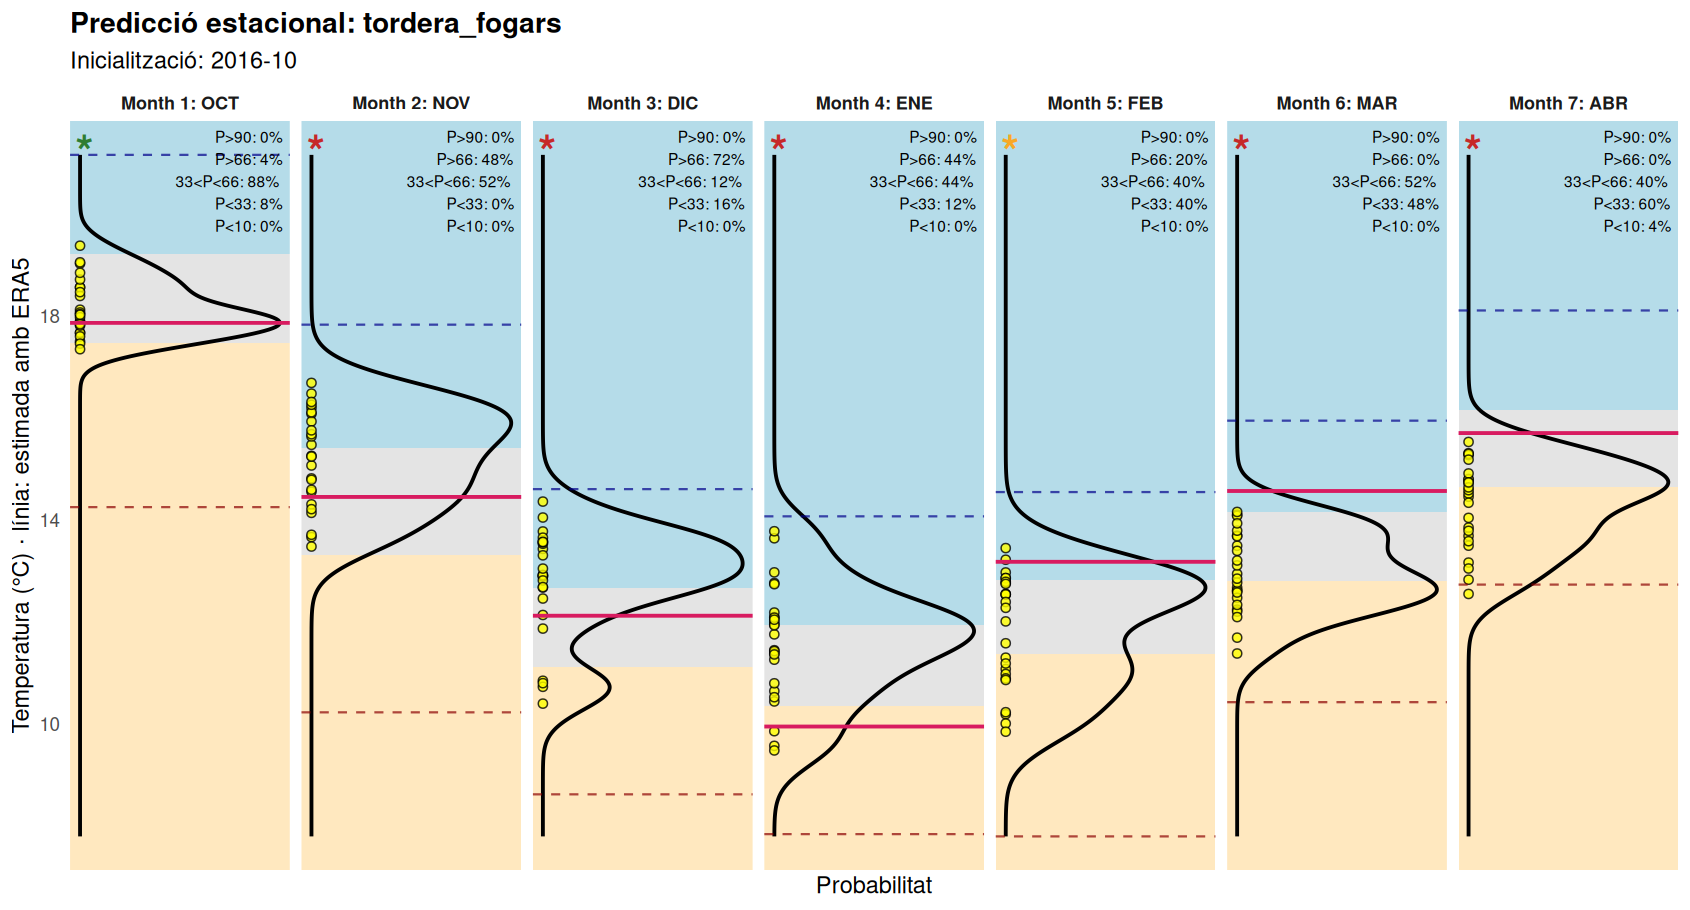 Predicció estacional: tordera_fogars
Inicialització: 2016-10
Month 1: OCT
Month 2: NOV
Month 3: DIC
Month 4: ENE
Month 5: FEB
Month 6: MAR
Month 7: ABR
*
P>90: 0%
P>66: 4%
33<P<66: 88%
P<33: 8%
P<10: 0%
*
P>90: 0%
P>66: 48%
33<P<66: 52%
P<33: 0%
P<10: 0%
*
P>90: 0%
P>66: 72%
33<P<66: 12%
P<33: 16%
P<10: 0%
*
P>90: 0%
P>66: 44%
33<P<66: 44%
P<33: 12%
P<10: 0%
*
P>90: 0%
P>66: 20%
33<P<66: 40%
P<33: 40%
P<10: 0%
*
P>90: 0%
P>66: 0%
33<P<66: 52%
P<33: 48%
P<10: 0%
*
P>90: 0%
P>66: 0%
33<P<66: 40%
P<33: 60%
P<10: 4%
18
14
10
Temperatura (°C) · línia: estimada amb ERA5
Probabilitat